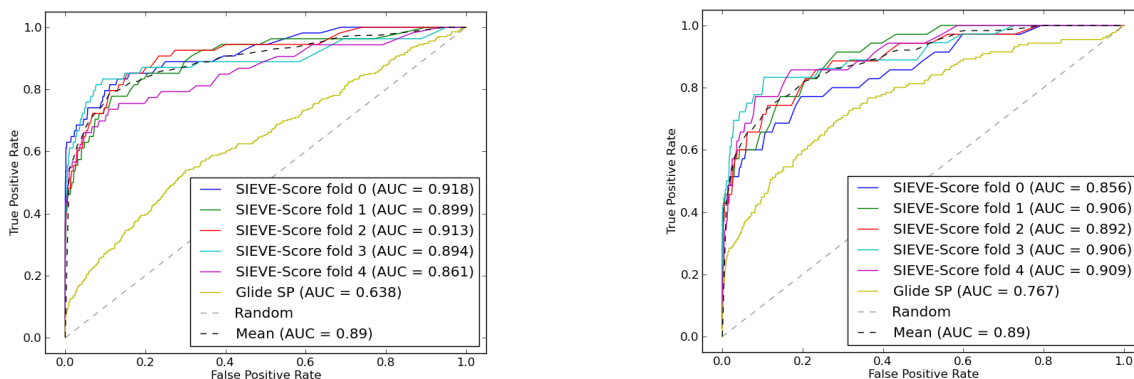 1.0
0.8
0.6
0.4
0.2
0.0
True Positive Rate
SIEVE-Score fold 0 (AUC = 0.918)
SIEVE-Score fold 1 (AUC = 0.899)
SIEVE-Score fold 2 (AUC = 0.913)
SIEVE-Score fold 3 (AUC = 0.894)
SIEVE-Score fold 4 (AUC = 0.861)
Glide SP (AUC = 0.638)
Random
Mean (AUC = 0.89)
0.0 0.2 0.4 0.6 0.8 1.0
False Positive Rate
1.0
0.8
0.6
0.4
0.2
0.0
True Positive Rate
SIEVE-Score fold 0 (AUC = 0.856)
SIEVE-Score fold 1 (AUC = 0.906)
SIEVE-Score fold 2 (AUC = 0.892)
SIEVE-Score fold 3 (AUC = 0.906)
SIEVE-Score fold 4 (AUC = 0.909)
Glide SP (AUC = 0.767)
Random
Mean (AUC = 0.89)
0.0 0.2 0.4 0.6 0.8 1.0
False Positive Rate